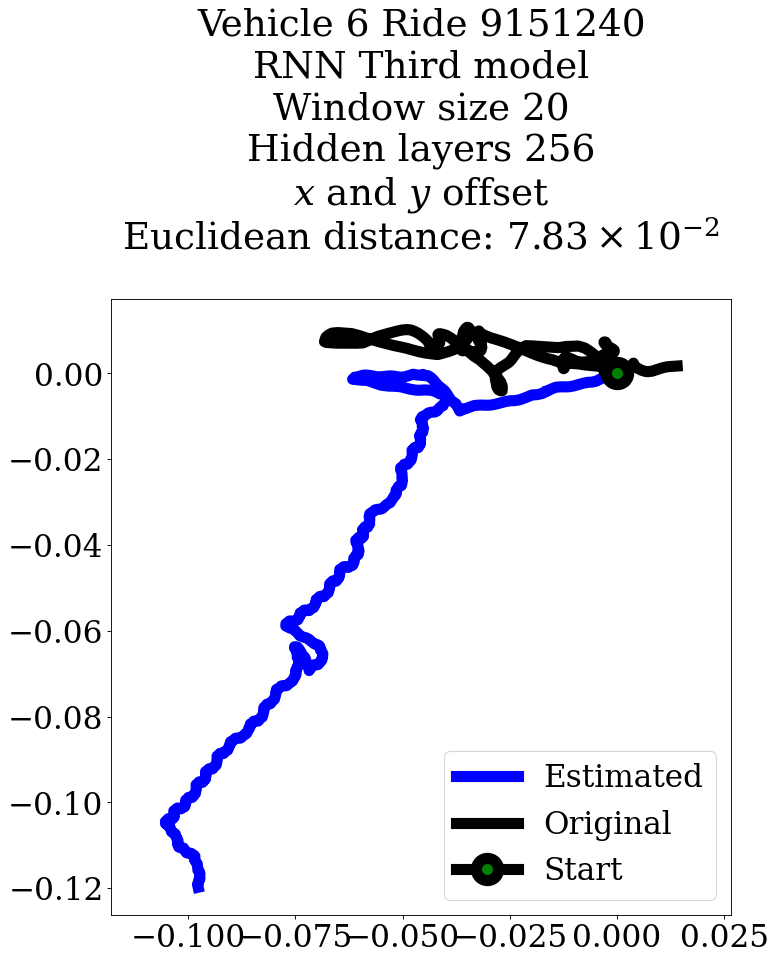 Vehicle 6 Ride 9151240
RNN Third model
Window size 20
Hidden layers 256
x and y offset
Euclidean distance: 7.83 × 10⁻²
0.00
−0.02
−0.04
−0.06
−0.08
−0.10
−0.12
Estimated
Original
Start
−0.100 −0.075 −0.050 −0.025 0.000 0.025